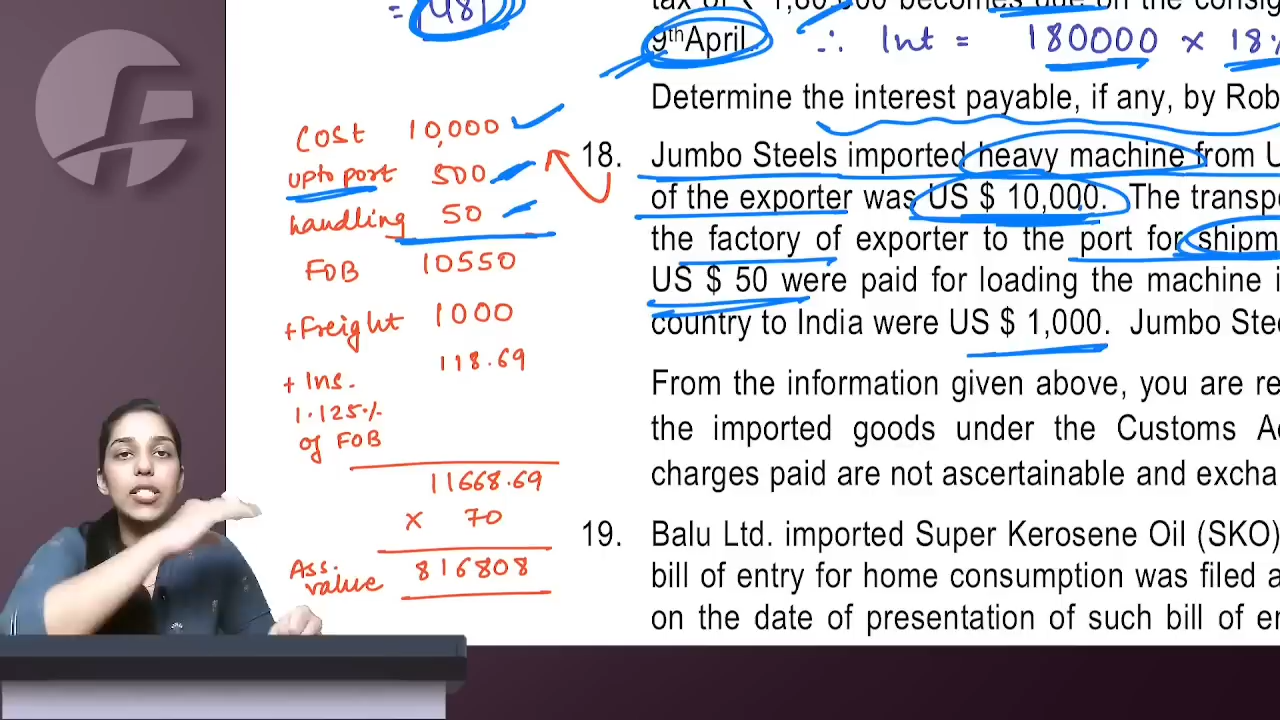 = 481
tax of ₹ 1,80,000 becomes due on the consig
9th April. ∴ Int = 180000 x 18%
Determine the interest payable, if any, by Rob
18. Jumbo Steels imported heavy machine from U
of the exporter was US $ 10,000. The transp
the factory of exporter to the port for shipm
US $ 50 were paid for loading the machine i
country to India were US $ 1,000. Jumbo Stee
From the information given above, you are re
the imported goods under the Customs Ac
charges paid are not ascertainable and excha
19. Balu Ltd. imported Super Kerosene Oil (SKO)
bill of entry for home consumption was filed a
on the date of presentation of such bill of en
Cost 10,000
upto port 500
handling 50
FOB 10550
+Freight 1000
118.69
+ Ins.
1.125%
of FOB
11668.69
x 70
Ass. value 816808